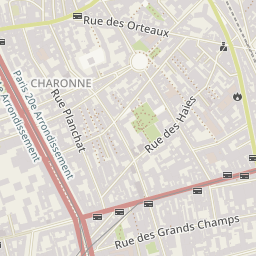 Rue des Orteaux
CHARONNE
Paris 20e Arrondissement
e Arrondissement
Rue Planchat
Rue des Haies
Rue des Grands Champs